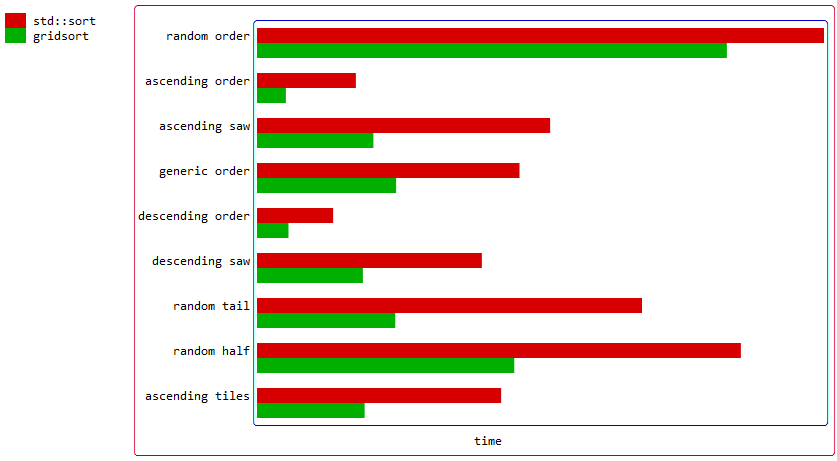 std::sort
gridsort
random order
ascending order
ascending saw
generic order
descending order
descending saw
random tail
random half
ascending tiles
time